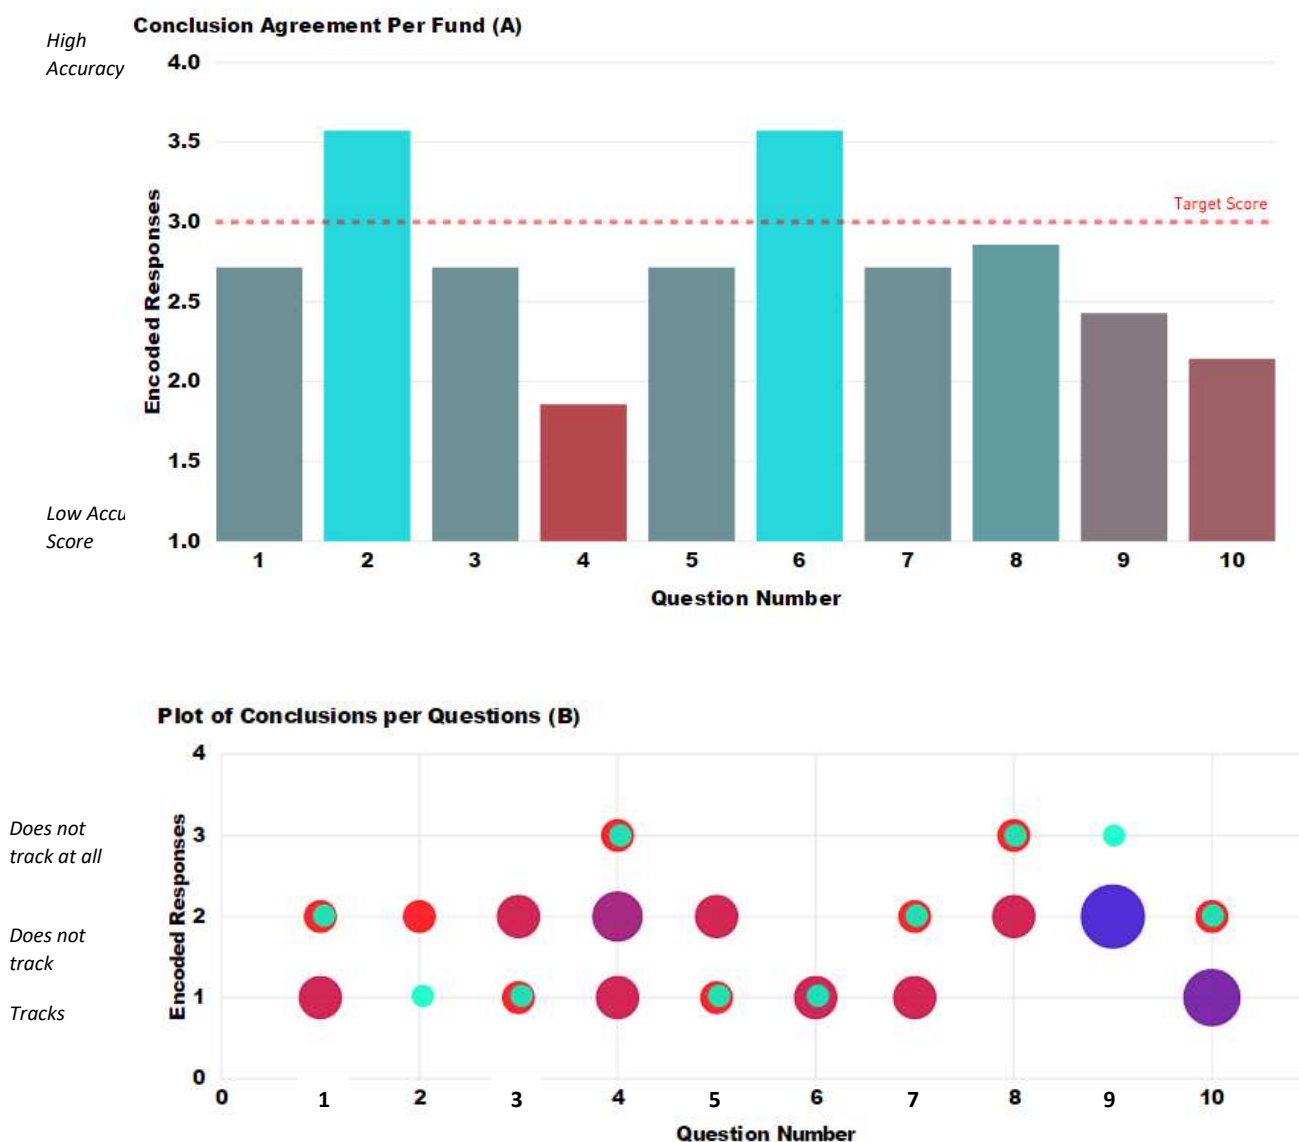 Conclusion Agreement Per Fund (A)
High
Accuracy
4.0
3.5
Target Score
3.0
2.5
2.0
1.5
1.0
Encoded Responses
Low Accu
Score
1 2 3 4 5 6 7 8 9 10
Question Number
Plot of Conclusions per Questions (B)
4
Does not
track at all
3
Does not
track
2
Tracks
1
0
Encoded Responses
0 1 2 3 4 5 6 7 8 9 10
Question Number